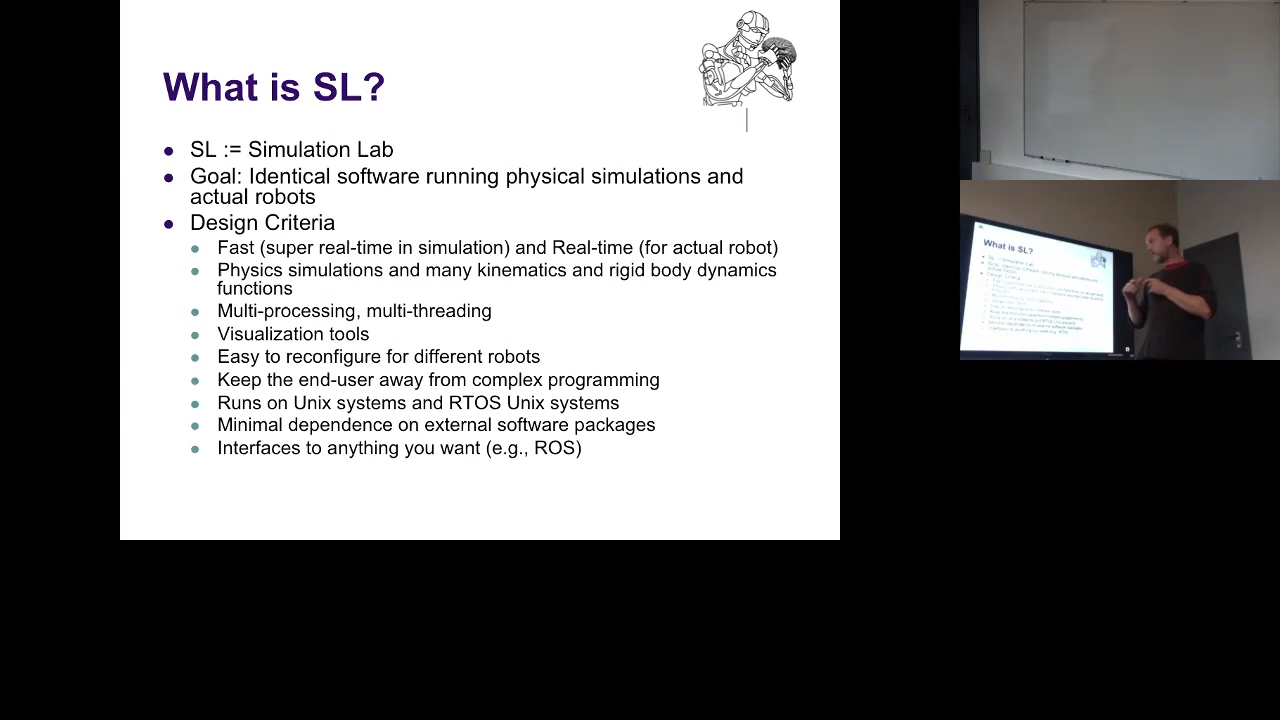 What is SL?
SL := Simulation Lab
Goal: Identical software running physical simulations and
actual robots
Design Criteria
Fast (super real-time in simulation) and Real-time (for actual robot)
Physics simulations and many kinematics and rigid body dynamics
functions
Multi-processing, multi-threading
Visualization tools
Easy to reconfigure for different robots
Keep the end-user away from complex programming
Runs on Unix systems and RTOS Unix systems
Minimal dependence on external software packages
Interfaces to anything you want (e.g., ROS)
What is SL?